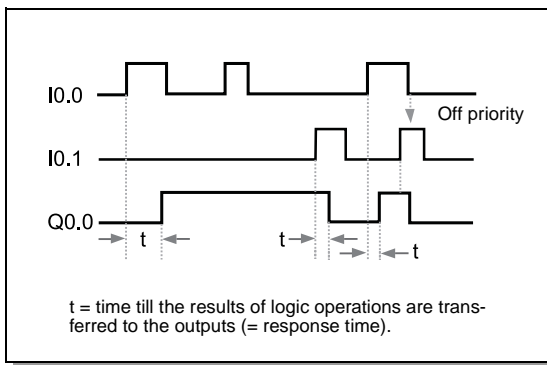 I0.0
Off priority
I0.1
Q0.0
t
t
t
t = time till the results of logic operations are trans-
ferred to the outputs (= response time).